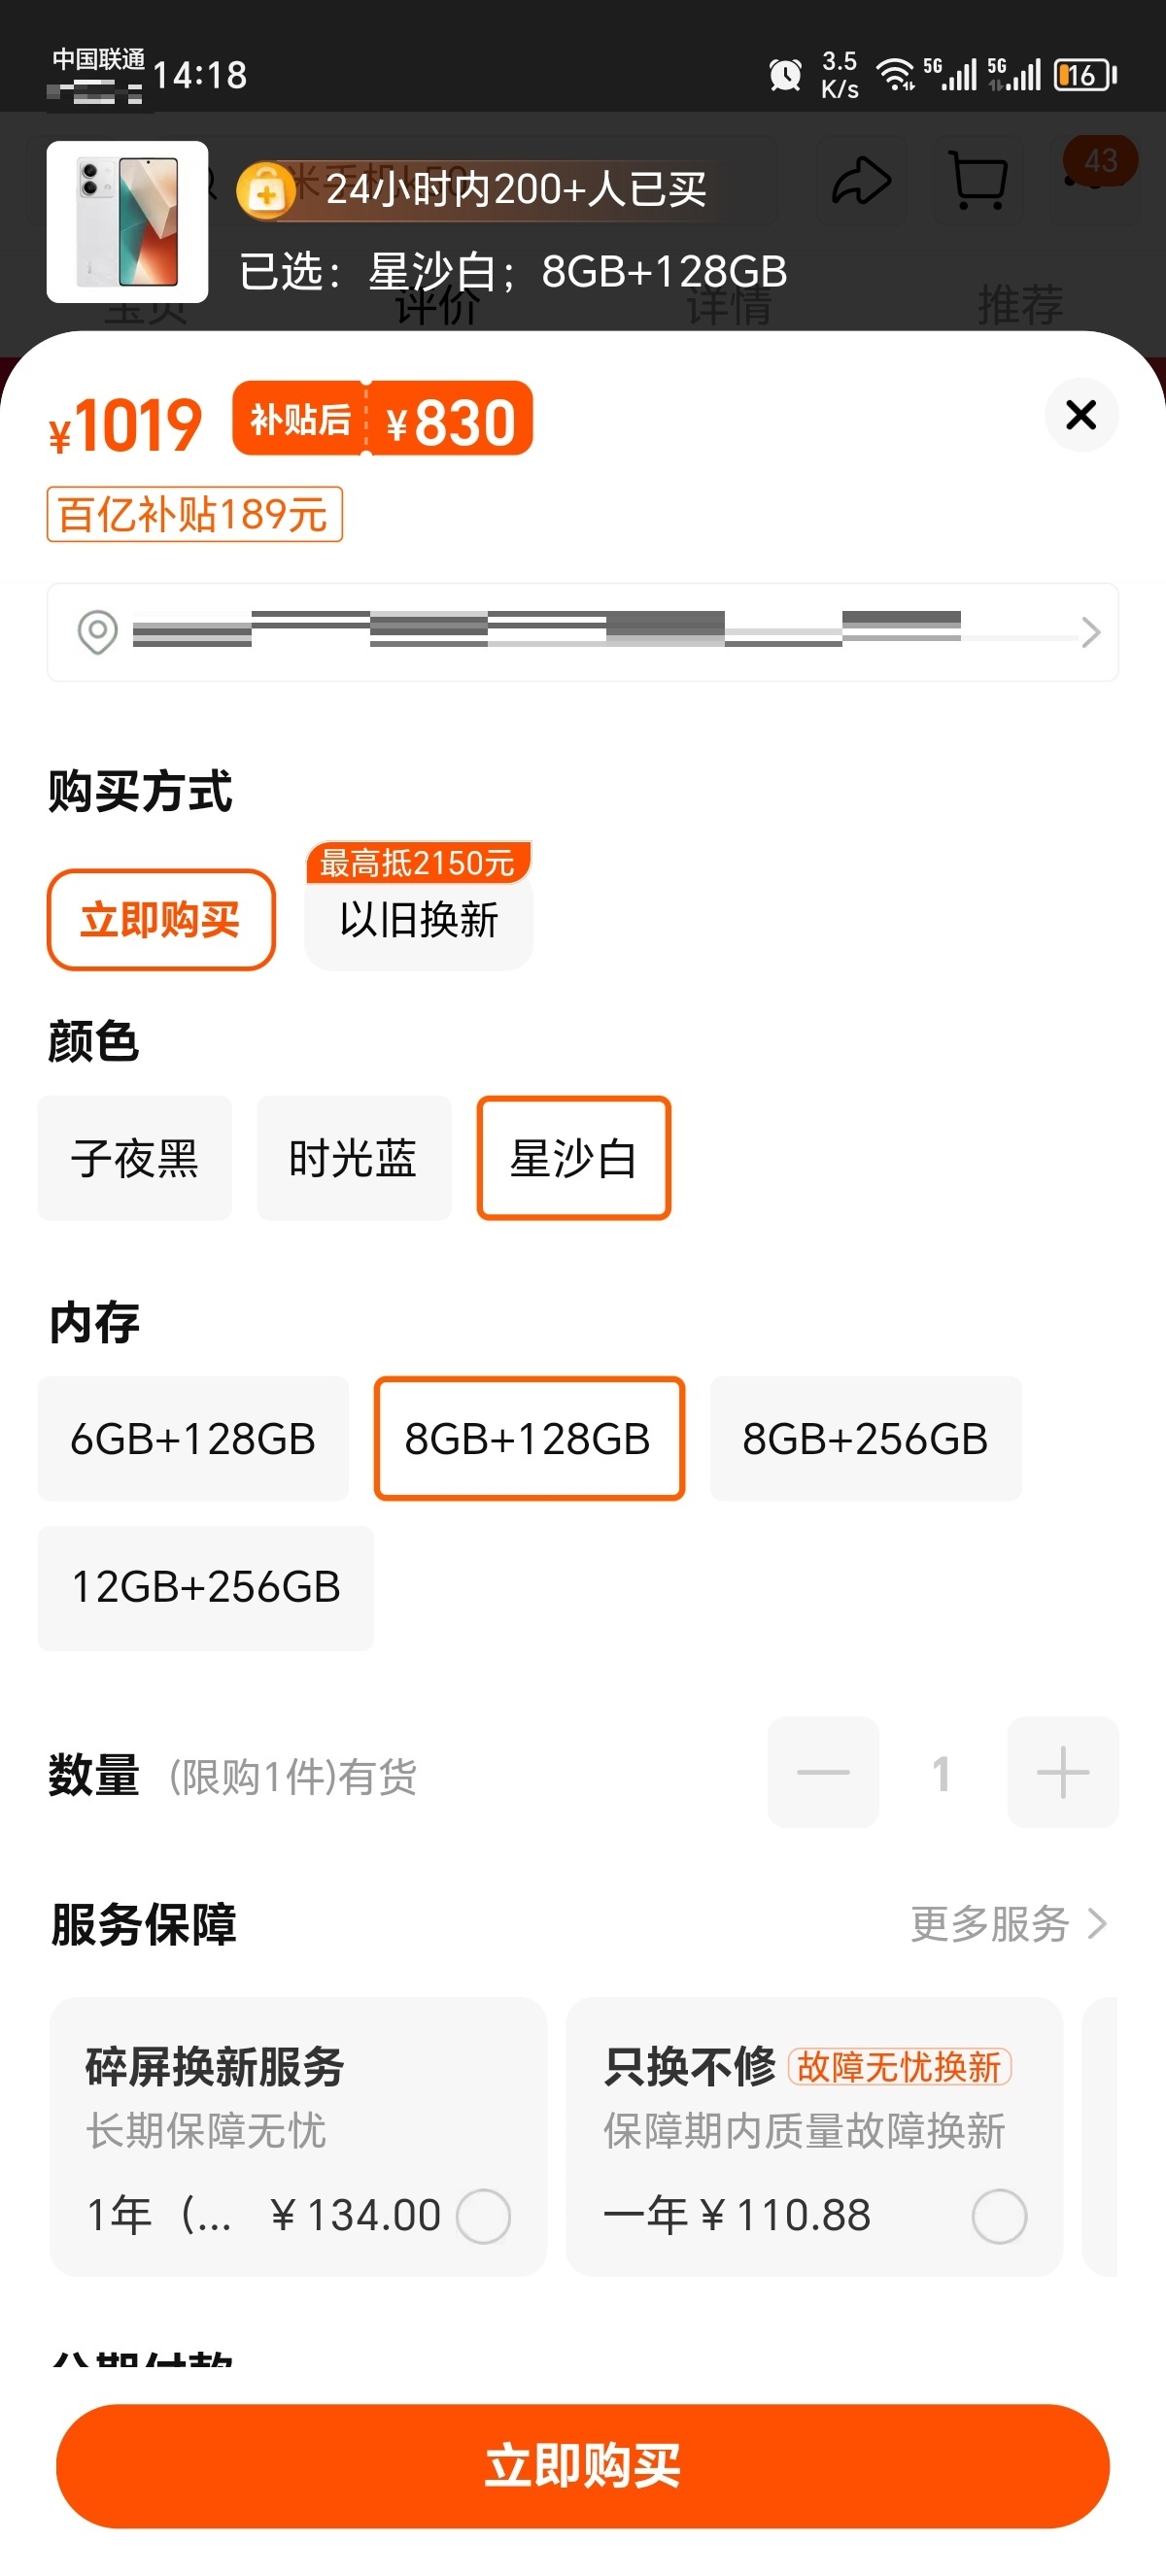 中国联通
14:18
3.5
K/s
5G
5G
16
43
24小时内200+人已买
已选：星沙白；8GB+128GB
宝贝
评价
详情
推荐
¥1019
补贴后
¥830
百亿补贴189元
购买方式
最高抵2150元
立即购买
以旧换新
颜色
子夜黑
时光蓝
星沙白
内存
6GB+128GB
8GB+128GB
8GB+256GB
12GB+256GB
数量 (限购1件)有货
1
服务保障
更多服务
碎屏换新服务
长期保障无忧
1年（... ￥134.00
只换不修 故障无忧换新
保障期内质量故障换新
一年￥110.88
分期付款
立即购买